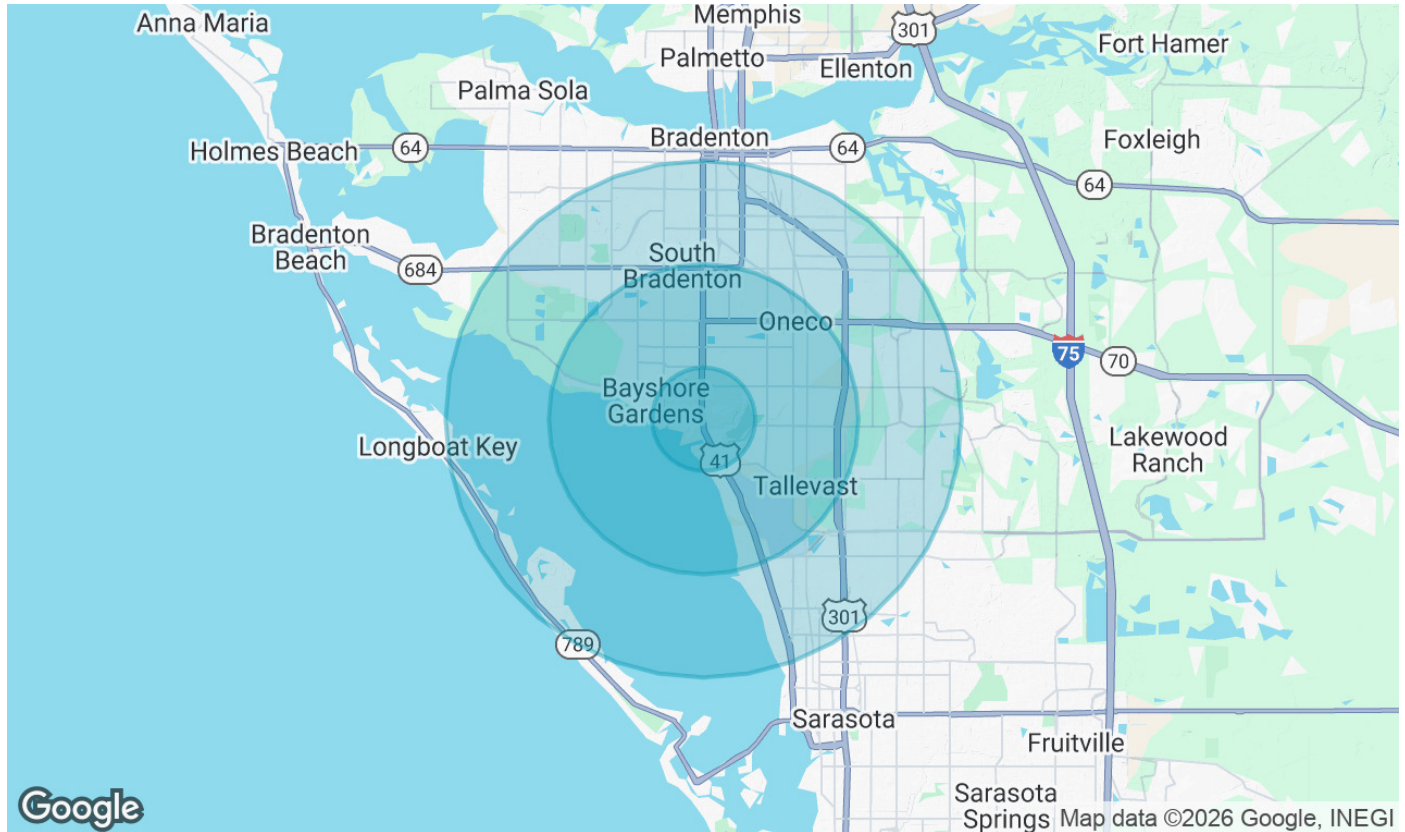 Memphis
Anna Maria
301
Fort Hamer
Palmetto
Ellenton
Palma Sola
Bradenton
Foxleigh
Holmes Beach
64
64
64
Bradenton
Beach
South
Bradenton
684
Oneco
75
70
Bayshore
Gardens
Longboat Key
Lakewood
Ranch
41
Tallevast
301
789
Sarasota
Fruitville
Sarasota
Springs
Google
Map data ©2026 Google, INEGI